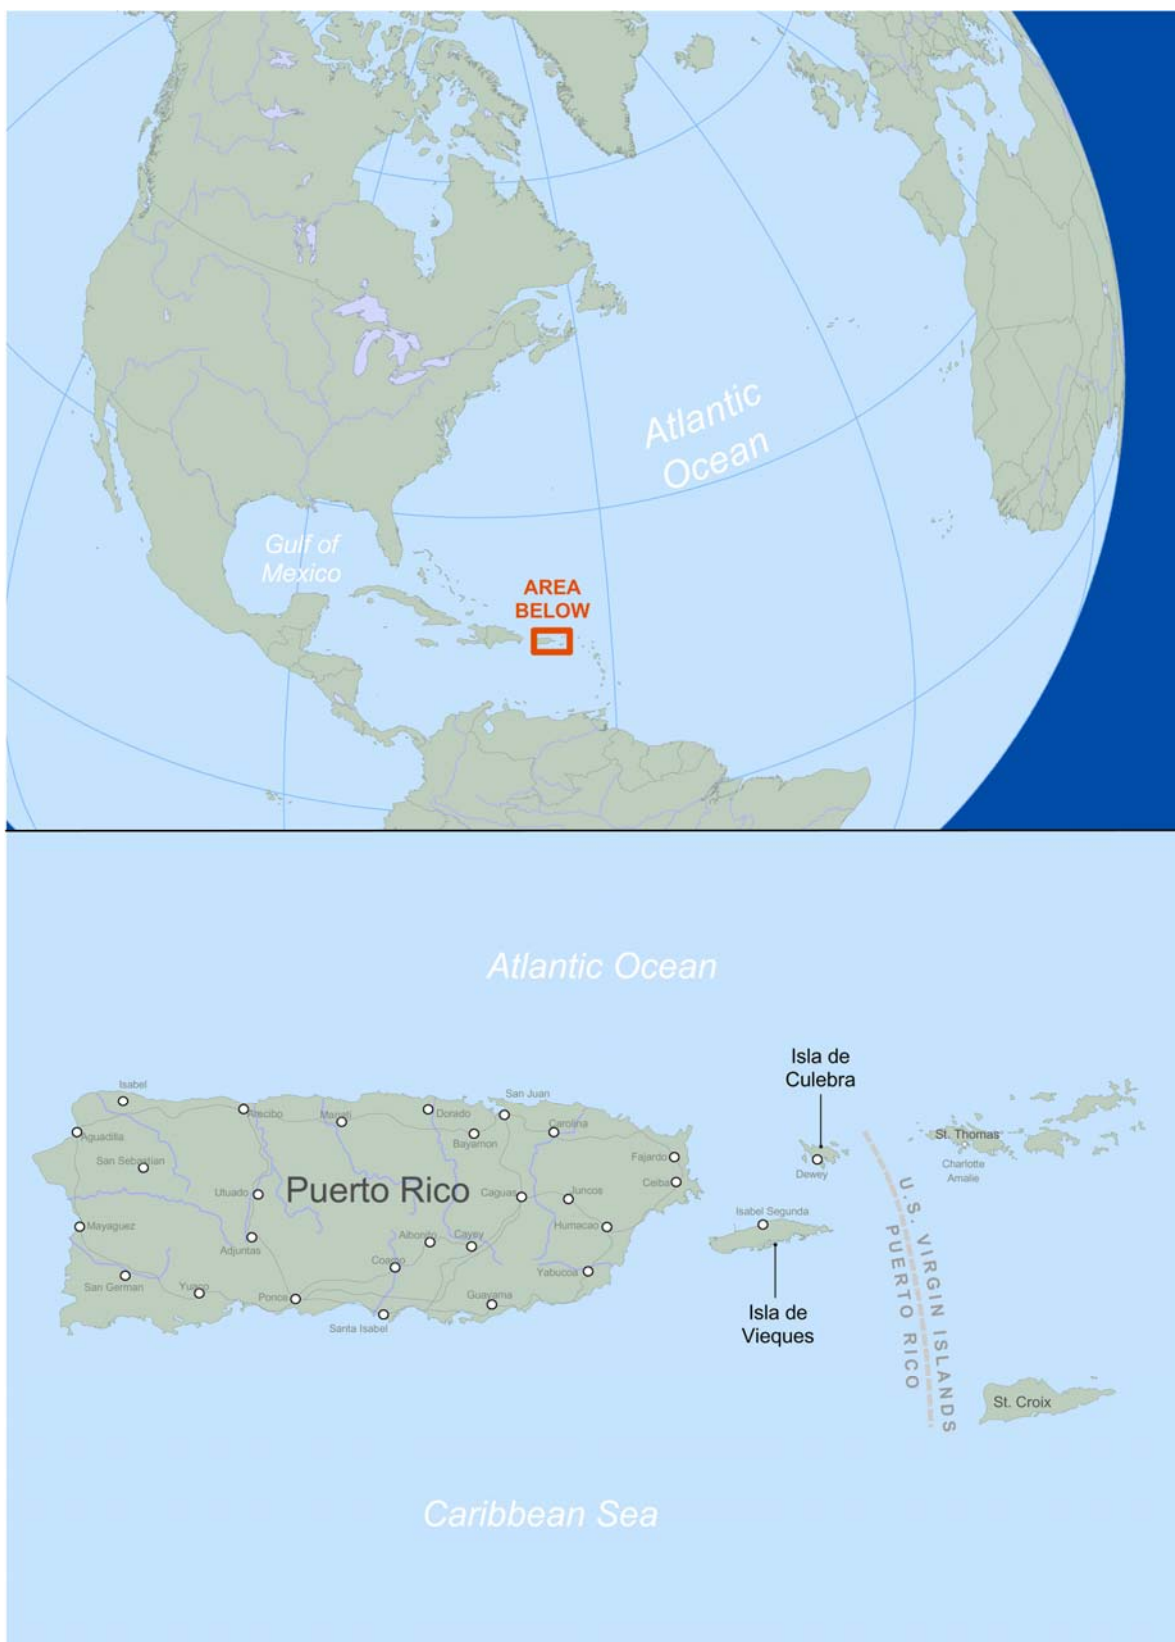 Atlantic
Ocean
Gulf of
Mexico
AREA
BELOW
Atlantic Ocean
Isla de
Culebra
Isabel
San Juan
Arecibo
Manati
Dorado
Carolina
Aguadilla
Bayamon
St. Thomas
San Sebastian
Fajardo
Charlotte
Amalie
Dewey
Utuado
Puerto Rico
Caguas
Juncos
Ceiba
U.S. VIRGIN ISLANDS
PUERTO RICO
Isabel Segunda
Mayaguez
Humacao
Adjuntas
Aibonito
Cayey
Coamo
Yabucoa
San German
Yunco
Ponce
Guayama
Santa Isabel
Isla de
Vieques
St. Croix
Caribbean Sea